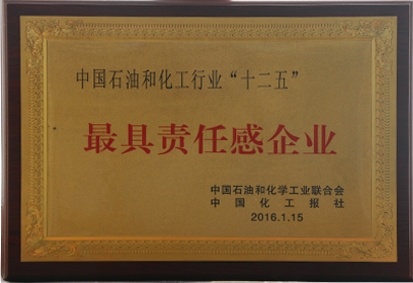 中国石油和化工行业“十二五”
最具责任感企业
中国石油和化学工业联合会
中国化工报社
2016.1.15